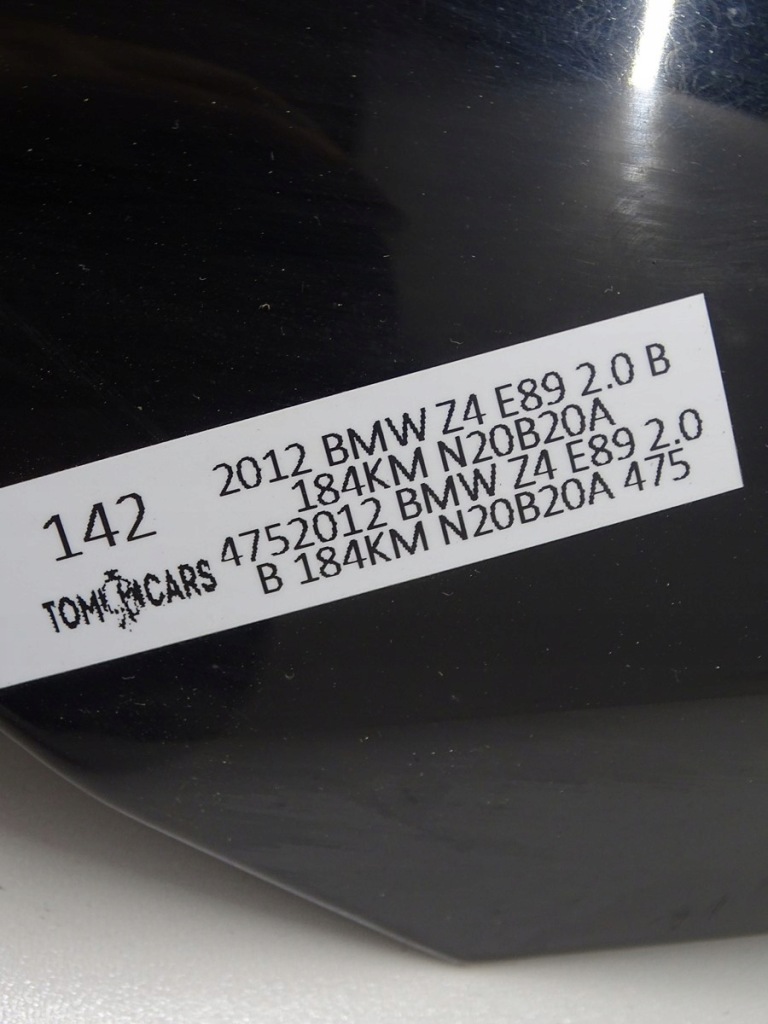 142
TOM CARS
2012 BMW Z4 E89 2.0 B
184KM N20B20A
4752012 BMW Z4 E89 2.0
B 184KM N20B20A 475